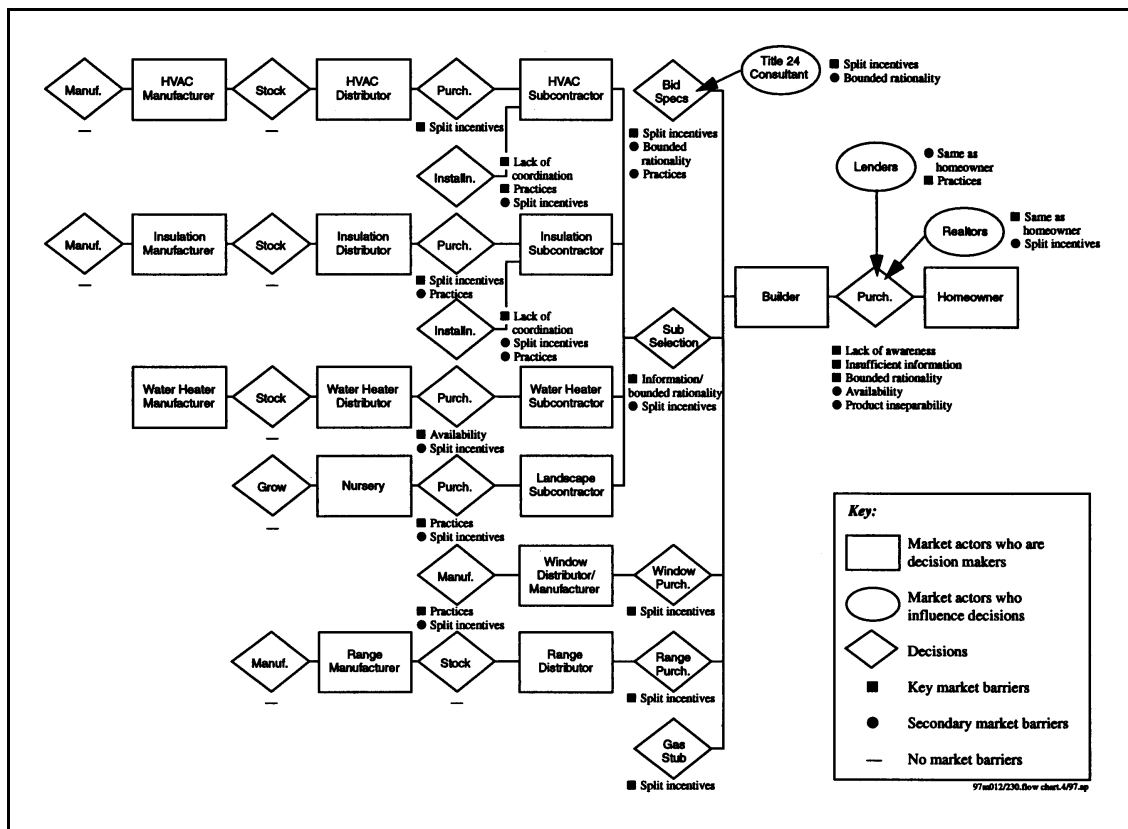 Manuf.
HVAC
Manufacturer
Stock
HVAC
Distributor
Purch.
HVAC
Subcontractor
Bid
Specs
Title 24
Consultant
■ Split incentives
● Bounded rationality
—
—
■ Split incentives
■ Split incentives
● Bounded
rationality
● Practices
Installn.
■ Lack of
coordination
■ Practices
● Split incentives
Lenders
● Same as
homeowner
■ Practices
Realtors
■ Same as
homeowner
● Split incentives
Manuf.
Insulation
Manufacturer
Stock
Insulation
Distributor
Purch.
Insulation
Subcontractor
—
—
■ Split incentives
● Practices
Installn.
■ Lack of
coordination
● Split incentives
● Practices
Sub
Selection
■ Information/
bounded rationality
● Split incentives
Builder
Purch.
Homeowner
■ Lack of awareness
■ Insufficient information
■ Bounded rationality
● Availability
● Product inseparability
Water Heater
Manufacturer
Stock
Water Heater
Distributor
Purch.
Water Heater
Subcontractor
—
■ Availability
● Split incentives
Grow
Nursery
Purch.
Landscape
Subcontractor
—
■ Practices
● Split incentives
Manuf.
Window
Distributor/
Manufacturer
Window
Purch.
■ Practices
● Split incentives
■ Split incentives
Manuf.
Range
Manufacturer
Stock
Range
Distributor
Range
Purch.
—
—
■ Split incentives
Gas
Stub
■ Split incentives
Key:
Market actors who are
decision makers
Market actors who
influence decisions
Decisions
■ Key market barriers
● Secondary market barriers
— No market barriers
97m012/230.flow chart.4/97.ap